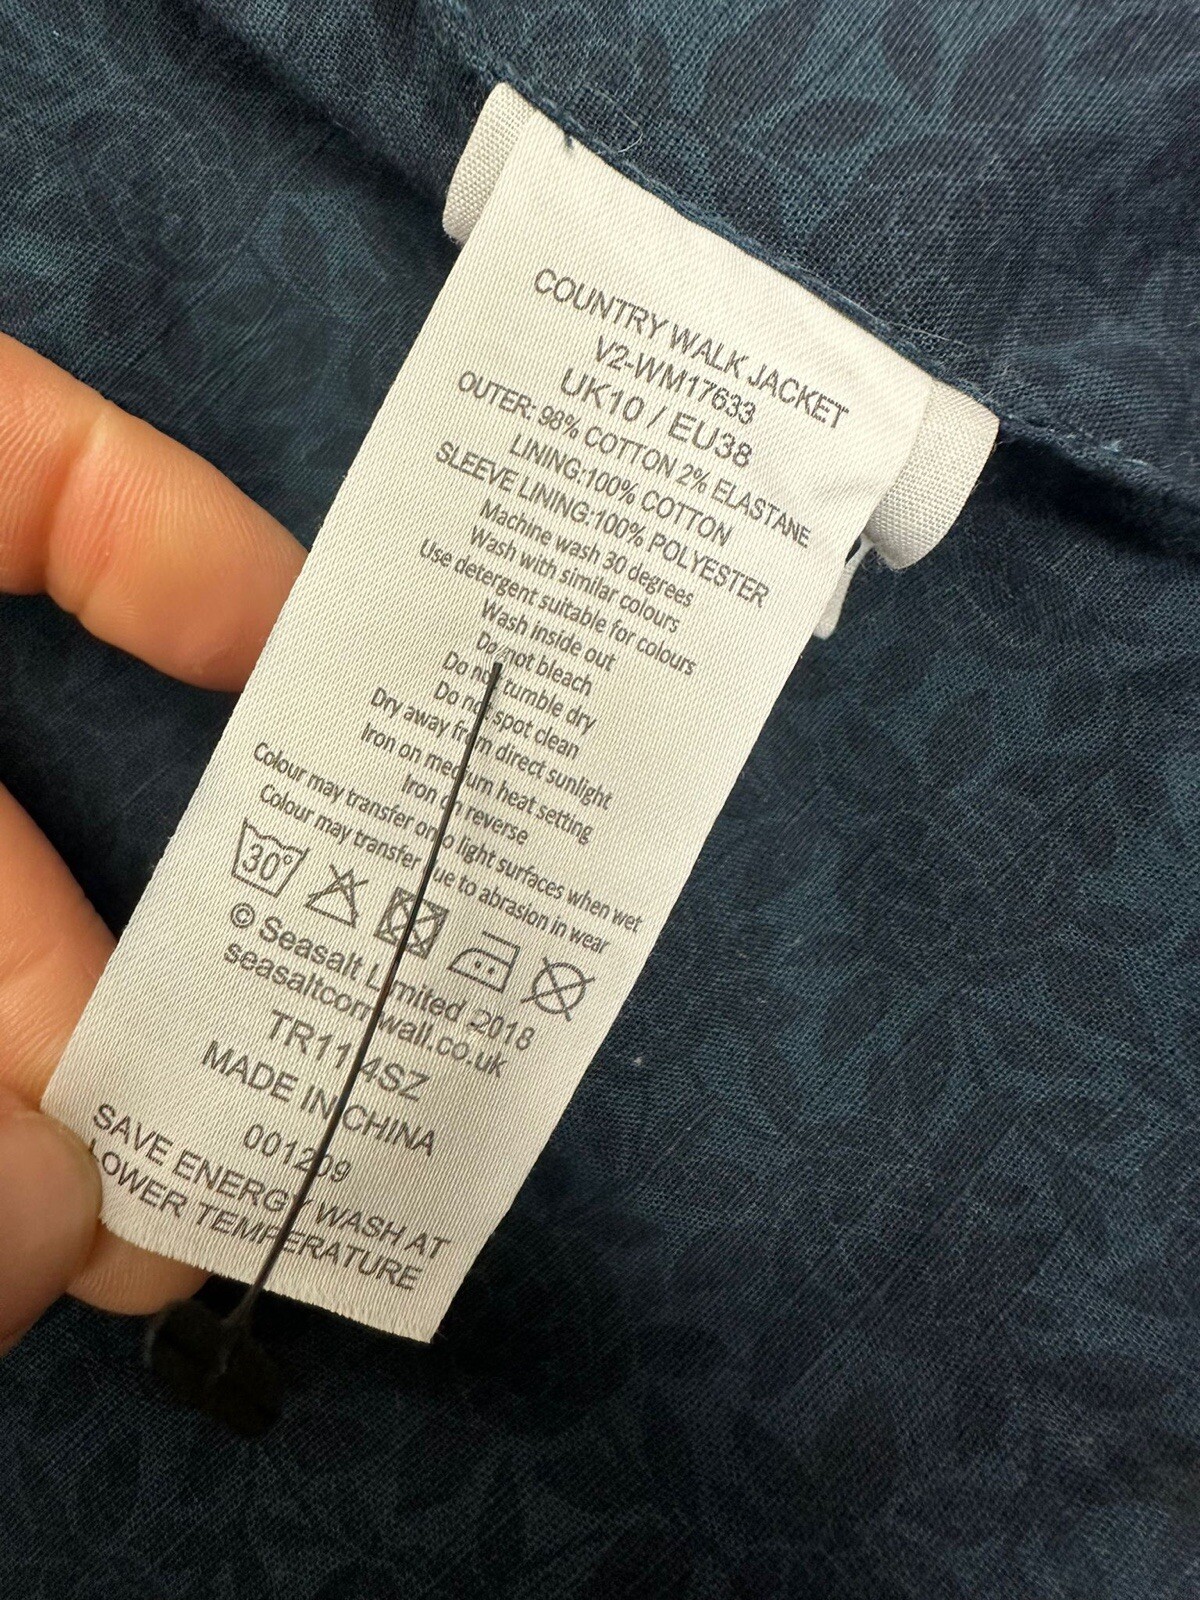 COUNTRY WALK JACKET
V2-WM17633
UK10 / EU38
OUTER: 98% COTTON 2% ELASTANE
LINING:100% COTTON
SLEEVE LINING:100% POLYESTER
Machine wash 30 degrees
Wash with similar colours
Use detergent suitable for colours
Wash inside out
Do not bleach
Do not tumble dry
Do not spot clean
Dry away from direct sunlight
Iron on medium heat setting
Iron on reverse
Colour may transfer onto light surfaces when wet
Colour may transfer due to abrasion in wear
30°
© Seasalt Limited 2018
seasaltcornwall.co.uk
MADE IN CHINA
001209
SAVE ENERGY WASH AT
LOWER TEMPERATURE